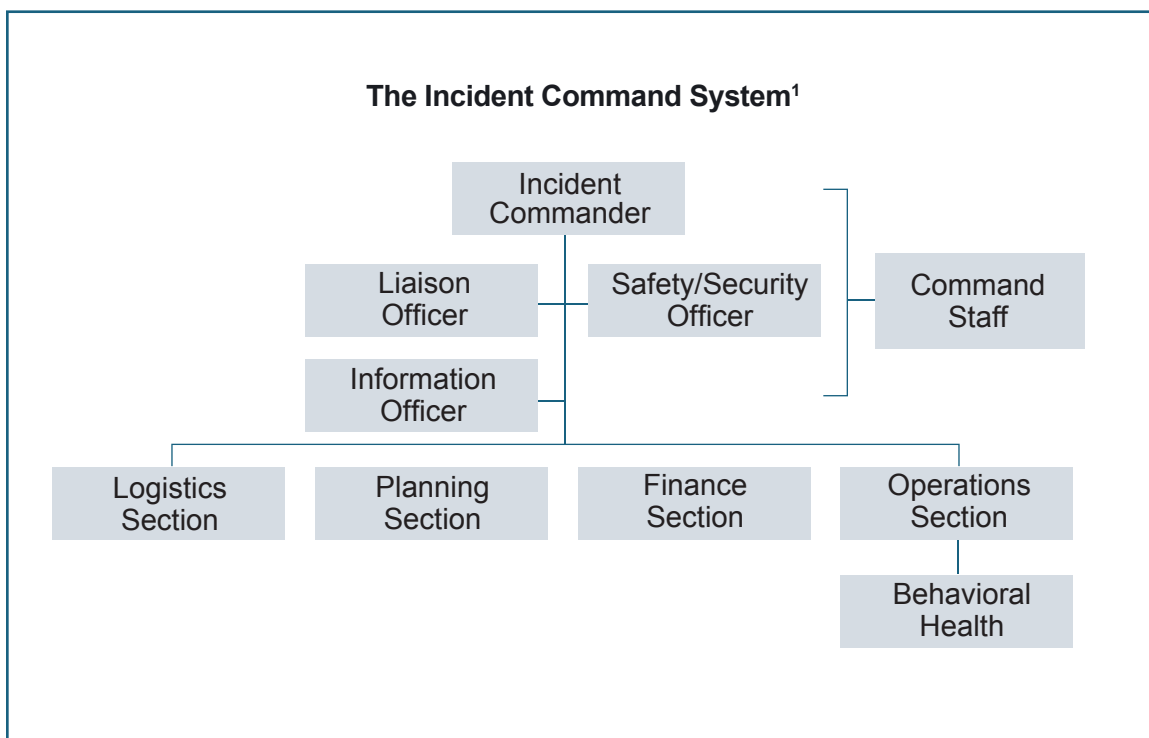 The Incident Command System¹
Incident
Commander
Liaison
Officer
Safety/Security
Officer
Command
Staff
Information
Officer
Logistics
Section
Planning
Section
Finance
Section
Operations
Section
Behavioral
Health